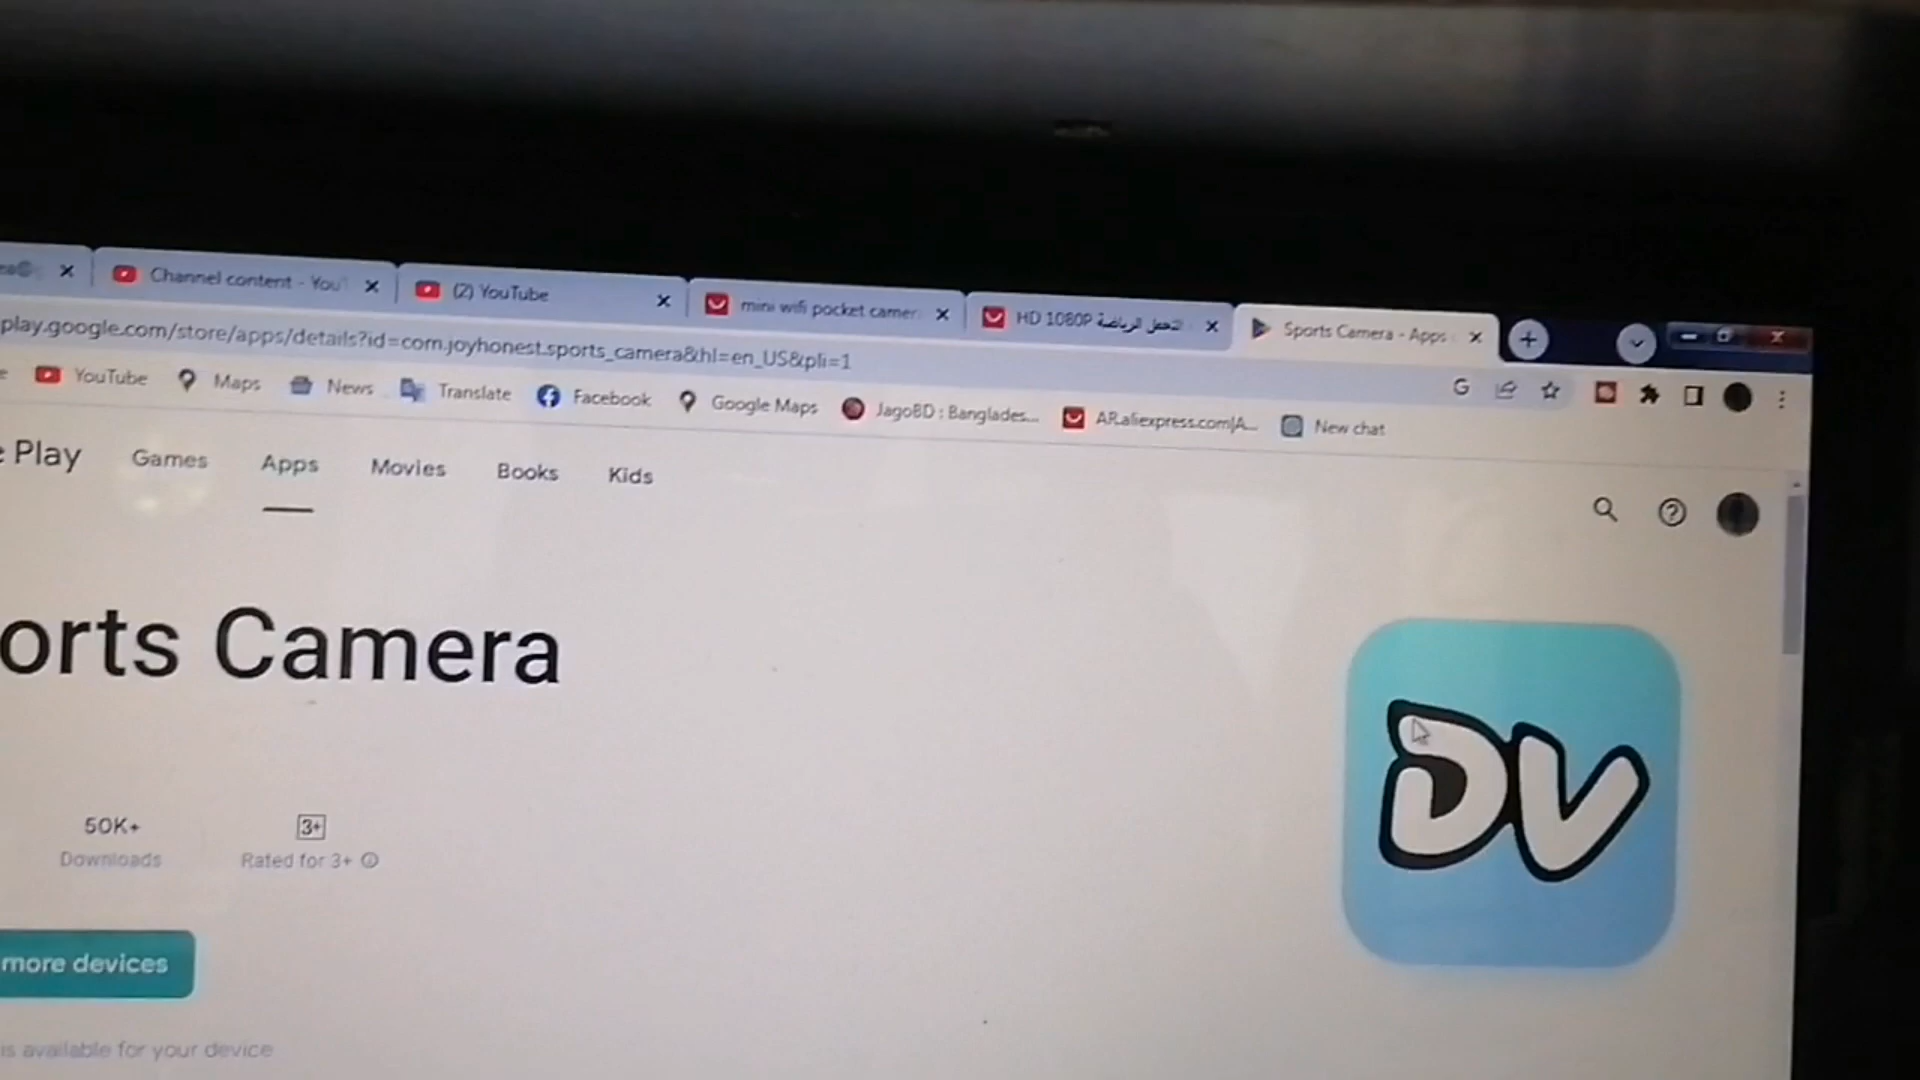 Channel content - You
(2) YouTube
mini wifi pocket camer
HD 1080P التحمل الرياضة
Sports Camera - Apps
play.google.com/store/apps/details?id=com.joyhonest.sports_camera&hl=en_US&pli=1
YouTube
Maps
News
Translate
Facebook
Google Maps
JagoBD : Banglades...
AR.aliexpress.com|A...
New chat
Play
Games
Apps
Movies
Books
Kids
orts Camera
DV
50K+
Downloads
3+
Rated for 3+
more devices
is available for your device